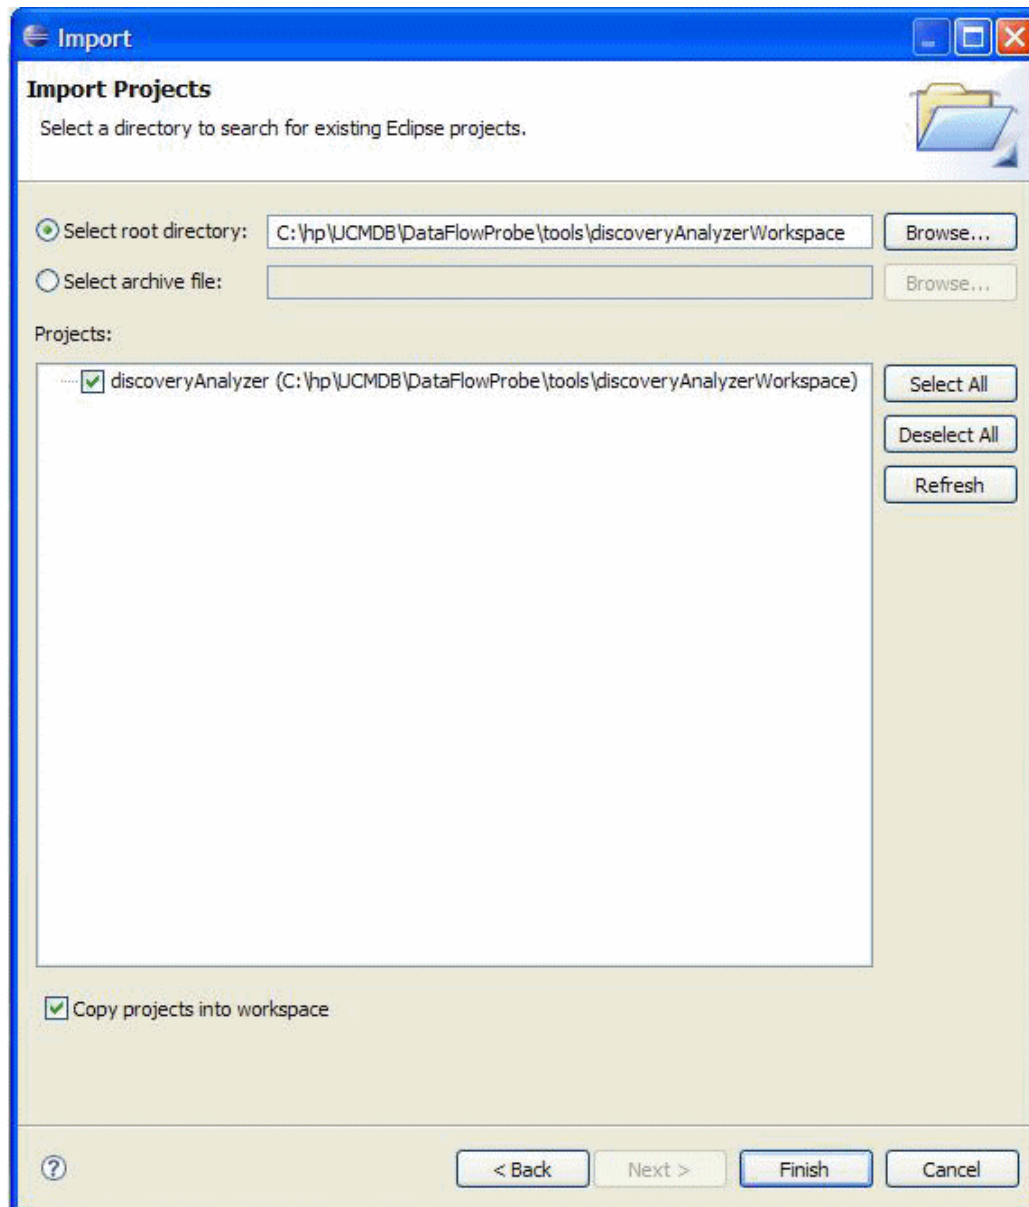 Import
Import Projects
Select a directory to search for existing Eclipse projects.
Select root directory: C:\hp\UCMDB\DataFlowProbe\tools\discoveryAnalyzerWorkspace Browse...
Select archive file: Browse...
Projects:
discoveryAnalyzer (C:\hp\UCMDB\DataFlowProbe\tools\discoveryAnalyzerWorkspace) Select All
Deselect All
Refresh
Copy projects into workspace
? < Back Next > Finish Cancel